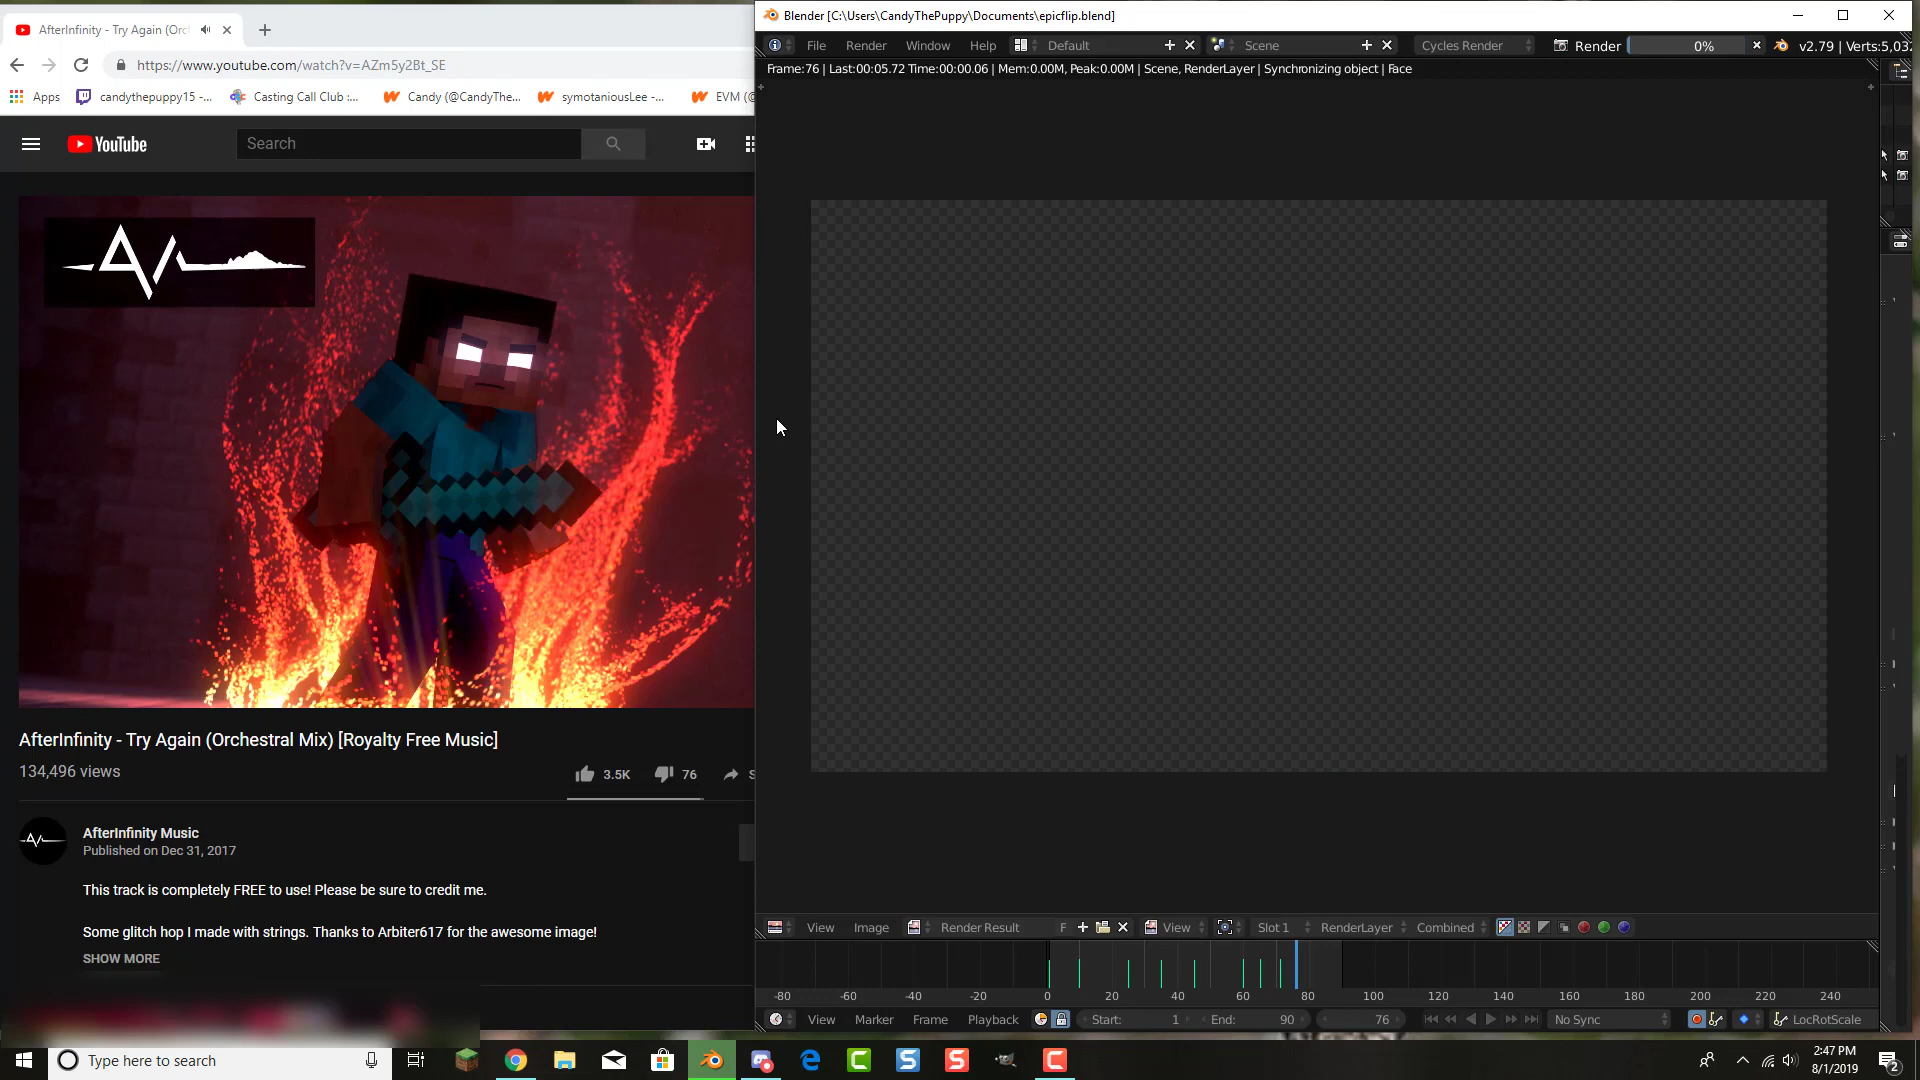 AfterInfinity - Try Again (Orc
https://www.youtube.com/watch?v=AZm5y2Bt_SE
Apps
candythepuppy15 -...
Casting Call Club :...
Candy (@CandyThe...
symotaniousLee -...
EVM (@
YouTube
Search
AfterInfinity - Try Again (Orchestral Mix) [Royalty Free Music]
134,496 views
3.5K
76
S
AfterInfinity Music
Published on Dec 31, 2017
This track is completely FREE to use! Please be sure to credit me.
Some glitch hop I made with strings. Thanks to Arbiter617 for the awesome image!
SHOW MORE
Blender [C:\Users\CandyThePuppy\Documents\epicflip.blend]
File Render Window Help Default Scene Cycles Render Render 0% v2.79 | Verts:5,032
Frame:76 | Last:00:05.72 Time:00:00.06 | Mem:0.00M, Peak:0.00M | Scene, RenderLayer | Synchronizing object | Face
View Image Render Result F View Slot 1 RenderLayer Combined
-80 -60 -40 -20 0 20 40 60 80 100 120 140 160 180 200 220 240
View Marker Frame Playback Start: 1 End: 90 76 No Sync LocRotScale
Type here to search
2:47 PM
8/1/2019
2